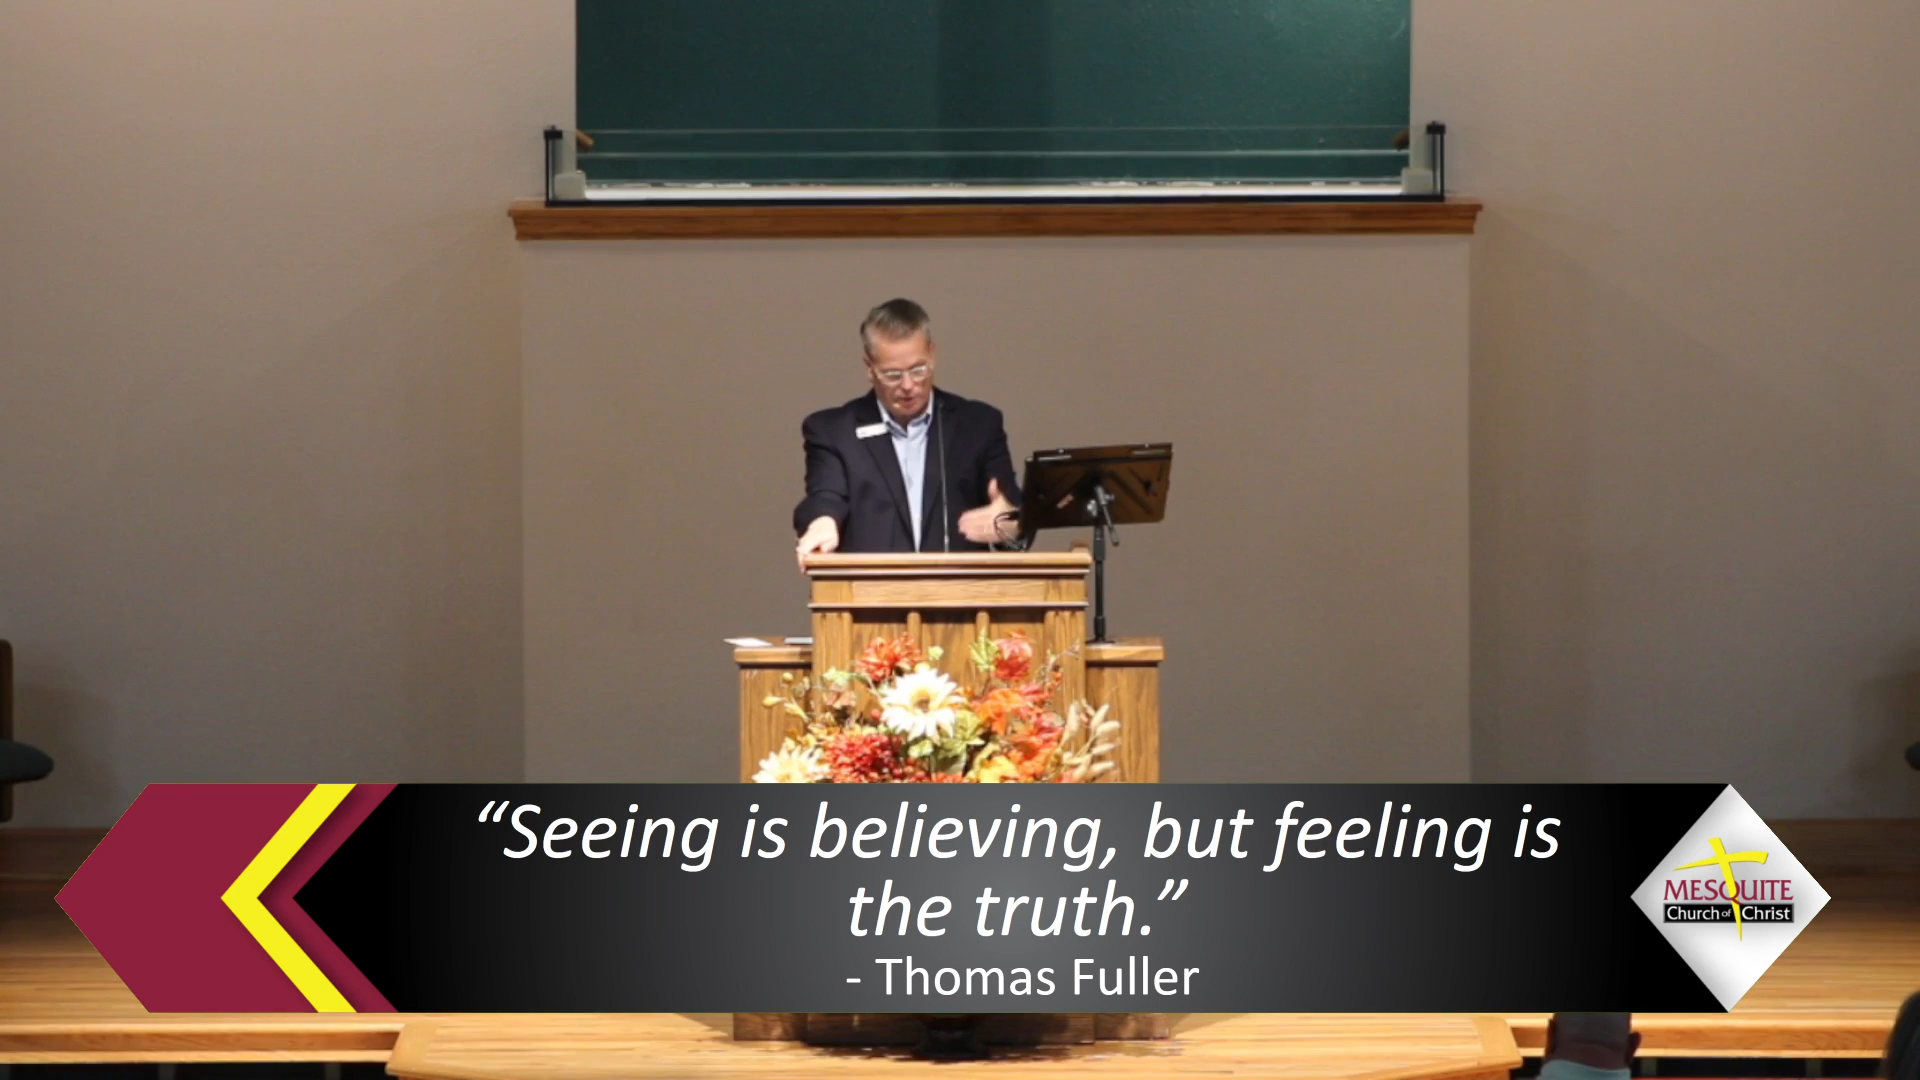 “Seeing is believing, but feeling is
the truth.”
- Thomas Fuller
MESQUITE
Church of Christ